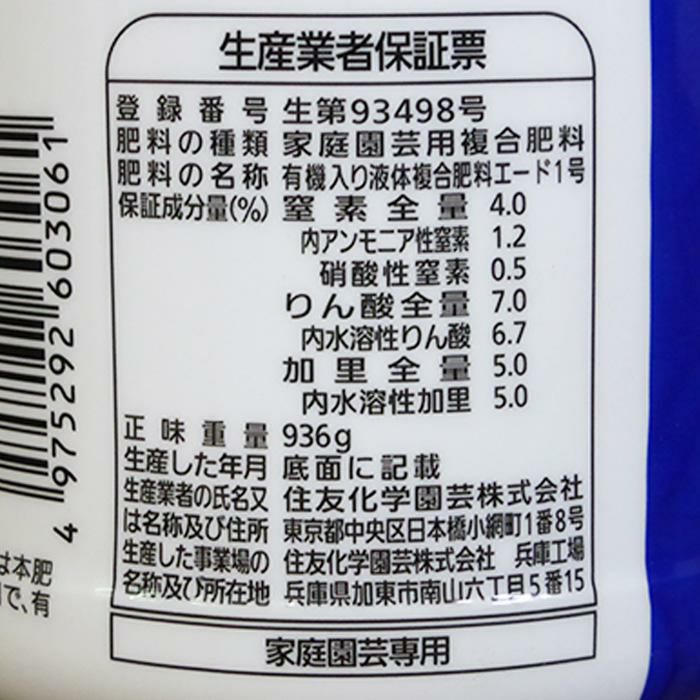 生産業者保証票
登録番号 生第93498号
肥料の種類 家庭園芸用複合肥料
肥料の名称 有機入り液体複合肥料エード1号
保証成分量(%) 窒素全量 4.0
内アンモニア性窒素 1.2
硝酸性窒素 0.5
りん酸全量 7.0
内水溶性りん酸 6.7
加里全量 5.0
内水溶性加里 5.0
正味重量 936g
生産した年月 底面に記載
生産業者の氏名又 住友化学園芸株式会社
は名称及び住所 東京都中央区日本橋小網町1番8号
生産した事業場の 住友化学園芸株式会社 兵庫工場
名称及び所在地 兵庫県加東市南山六丁目5番15
家庭園芸専用
4 975292 603061
は本肥
で、有